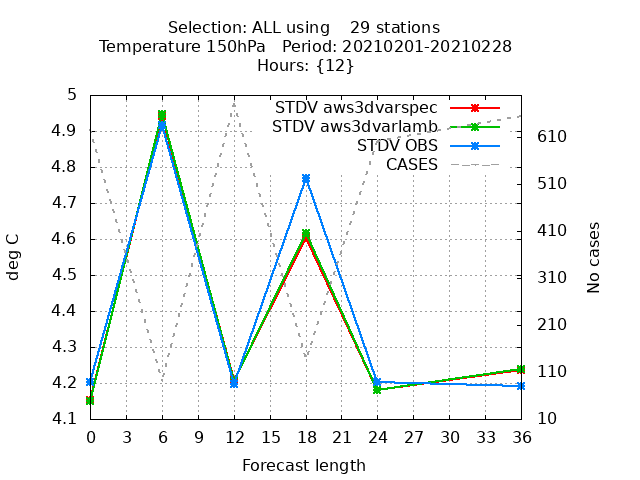 Selection: ALL using    29 stations
Temperature 150hPa   Period: 20210201-20210228
Hours: {12}
STDV aws3dvarspec
STDV aws3dvarlamb
STDV OBS
CASES
5
4.9
4.8
4.7
4.6
4.5
4.4
4.3
4.2
4.1
deg C
610
510
410
310
210
110
10
No cases
0 3 6 9 12 15 18 21 24 27 30 33 36
Forecast length